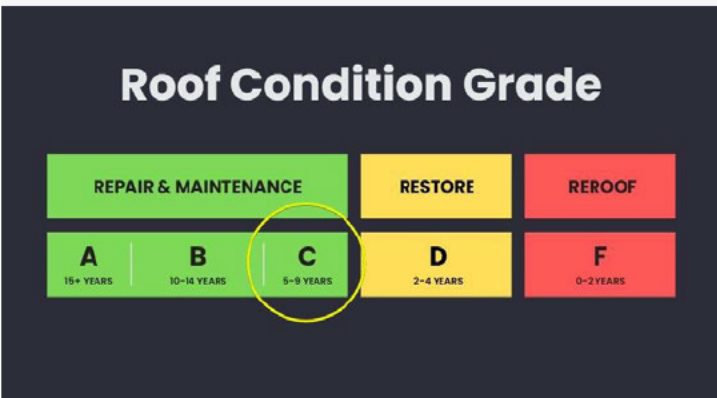 Roof Condition Grade
REPAIR & MAINTENANCE RESTORE REROOF
A B C D F
15+ YEARS 10-14 YEARS 5-9 YEARS 2-4 YEARS 0-2 YEARS